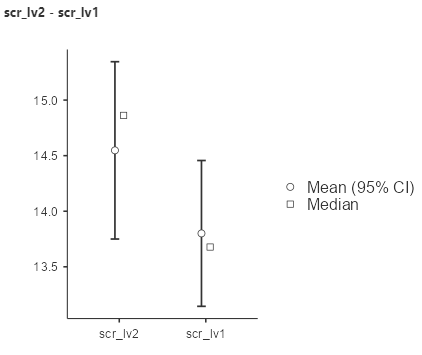 scr_lv2 - scr_lv1
15.0
14.5
14.0
13.5
scr_lv2 scr_lv1
Mean (95% CI)
Median